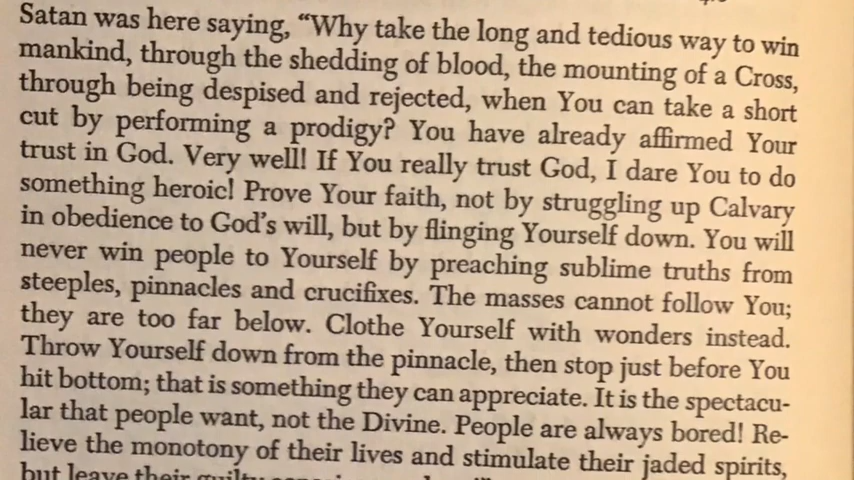 Satan was here saying, “Why take the long and tedious way to win
mankind, through the shedding of blood, the mounting of a Cross,
through being despised and rejected, when You can take a short
cut by performing a prodigy? You have already affirmed Your
trust in God. Very well! If You really trust God, I dare You to do
something heroic! Prove Your faith, not by struggling up Calvary
in obedience to God’s will, but by flinging Yourself down. You will
never win people to Yourself by preaching sublime truths from
steeples, pinnacles and crucifixes. The masses cannot follow You;
they are too far below. Clothe Yourself with wonders instead.
Throw Yourself down from the pinnacle, then stop just before You
hit bottom; that is something they can appreciate. It is the spectacu-
lar that people want, not the Divine. People are always bored! Re-
lieve the monotony of their lives and stimulate their jaded spirits,
but leave their guilty